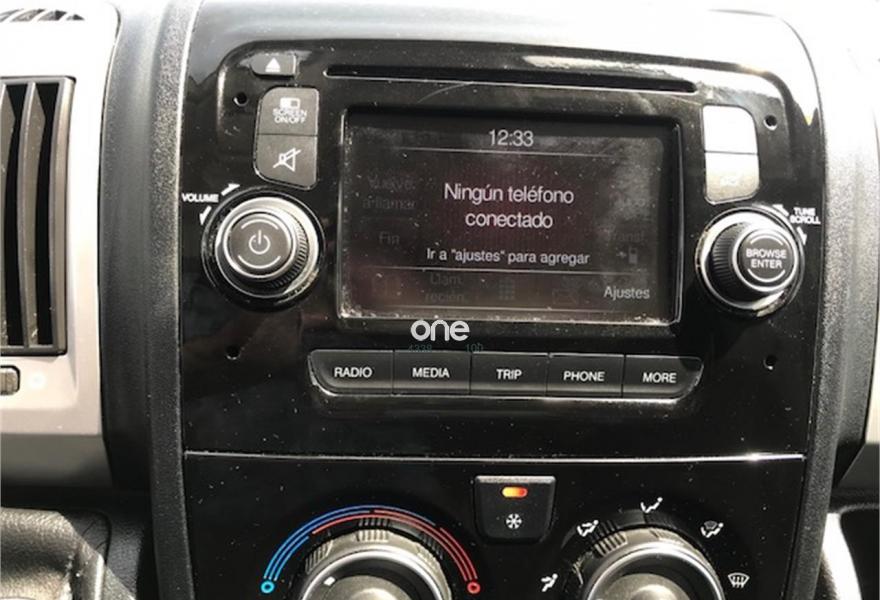 SCREEN
ON/OFF
12:33
VOLUME
TUNE
SCROLL
Ningún teléfono
conectado
BROWSE
ENTER
Ir a "ajustes" para agregar
Ajustes
one
RADIO
MEDIA
TRIP
PHONE
MORE